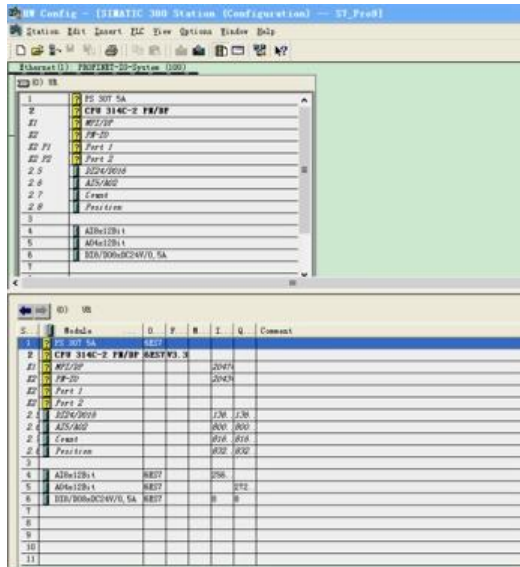 HW Config - [SIMATIC 300 Station (Configuration) -- S7_Pro9]
Station Edit Insert PLC View Options Window Help
Ethernet(1) PROFINET-IO-System (100)
(0) UR
1 PS 307 5A
2 CPU 314C-2 PN/DP
X1 MPI/DP
X2 PN-IO
X2 P1 Port 1
X2 P2 Port 2
2.5 DI24/DO16
2.6 AI5/AO2
2.7 Count
2.8 Position
3
4 AI8x12Bit
5 AO4x12Bit
6 DI8/DO8xDC24V/0,5A
7
(0) UR
S... Module ... O... F... M... I... Q... Comment
1 PS 307 5A 6ES7
2 CPU 314C-2 PN/DP 6ES7 V3.3
X1 MPI/DP 2047
X2 PN-IO
X2 Port 1
X2 Port 2
2. DI24/DO16 136. 136.
2. AI5/AO2 800. 800.
2. Count 816. 816.
2. Position 832. 832.
3
4 AI8x12Bit 6ES7 256.
5 AO4x12Bit 6ES7 272.
6 DI8/DO8xDC24V/0,5A 6ES7 8 8
7
8
9
10
11